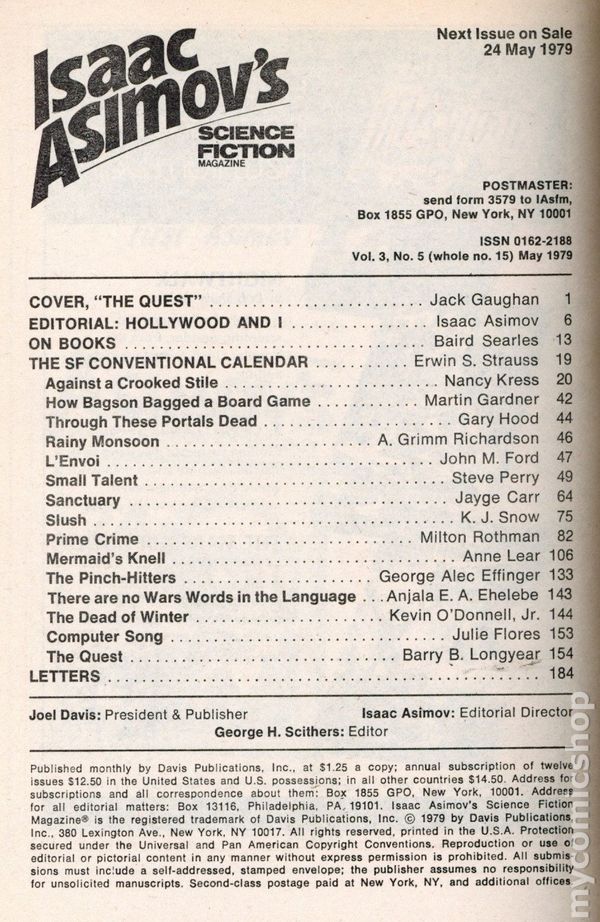 Isaac
Asimov's
SCIENCE
FICTION
MAGAZINE
Next Issue on Sale
24 May 1979
POSTMASTER:
send form 3579 to IAsfm,
Box 1855 GPO, New York, NY 10001
ISSN 0162-2188
Vol. 3, No. 5 (whole no. 15) May 1979
COVER, "THE QUEST" . . . . . . . . . . Jack Gaughan 1
EDITORIAL: HOLLYWOOD AND I . . . . . . . . . . Isaac Asimov 6
ON BOOKS . . . . . . . . . . Baird Searles 13
THE SF CONVENTIONAL CALENDAR . . . . . . . . . . Erwin S. Strauss 19
Against a Crooked Stile . . . . . . . . . . Nancy Kress 20
How Bagson Bagged a Board Game . . . . . . . . . . Martin Gardner 42
Through These Portals Dead . . . . . . . . . . Gary Hood 44
Rainy Monsoon . . . . . . . . . . A. Grimm Richardson 46
L'Envoi . . . . . . . . . . John M. Ford 47
Small Talent . . . . . . . . . . Steve Perry 49
Sanctuary . . . . . . . . . . Jayge Carr 64
Slush . . . . . . . . . . K. J. Snow 75
Prime Crime . . . . . . . . . . Milton Rothman 82
Mermaid's Knell . . . . . . . . . . Anne Lear 106
The Pinch-Hitters . . . . . . . . . . George Alec Effinger 133
There are no Wars Words in the Language . . . Anjala E. A. Ehelebe 143
The Dead of Winter . . . . . . . . . . Kevin O'Donnell, Jr. 144
Computer Song . . . . . . . . . . Julie Flores 153
The Quest . . . . . . . . . . Barry B. Longyear 154
LETTERS . . . . . . . . . . 184
Joel Davis: President & Publisher Isaac Asimov: Editorial Director
George H. Scithers: Editor
Published monthly by Davis Publications, Inc., at $1.25 a copy; annual subscription of twelve
issues $12.50 in the United States and U.S. possessions; in all other countries $14.50. Address for
subscriptions and all correspondence about them: Box 1855 GPO, New York, 10001. Address
for all editorial matters: Box 13116, Philadelphia, PA. 19101. Isaac Asimov's Science Fiction
Magazine® is the registered trademark of Davis Publications, Inc. © 1979 by Davis Publications,
Inc., 380 Lexington Ave., New York, NY 10017. All rights reserved, printed in the U.S.A. Protection
secured under the Universal and Pan American Copyright Conventions. Reproduction or use of
editorial or pictorial content in any manner without express permission is prohibited. All submis-
sions must include a self-addressed, stamped envelope; the publisher assumes no responsibility
for unsolicited manuscripts. Second-class postage paid at New York, NY, and additional offices.
mycomicshop